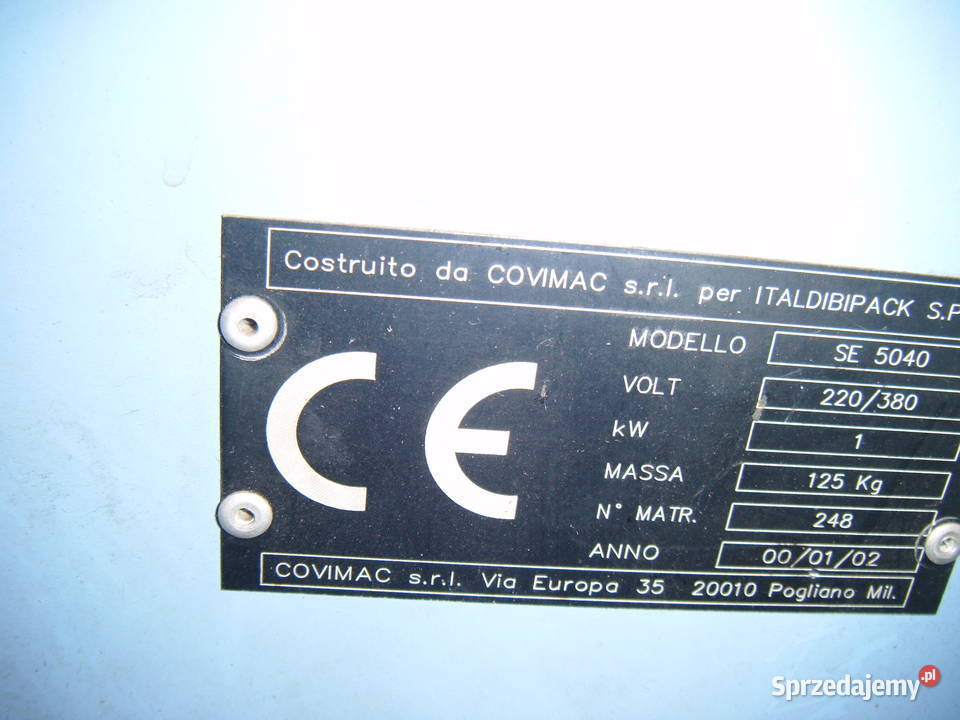 Costruito da COVIMAC s.r.l. per ITALDIBIPACK S.P
CE
MODELLO SE 5040
VOLT 220/380
kW 1
MASSA 125 Kg
N° MATR. 248
ANNO 00/01/02
COVIMAC s.r.l. Via Europa 35 20010 Pogliano Mil.
Sprzedajemy.pl